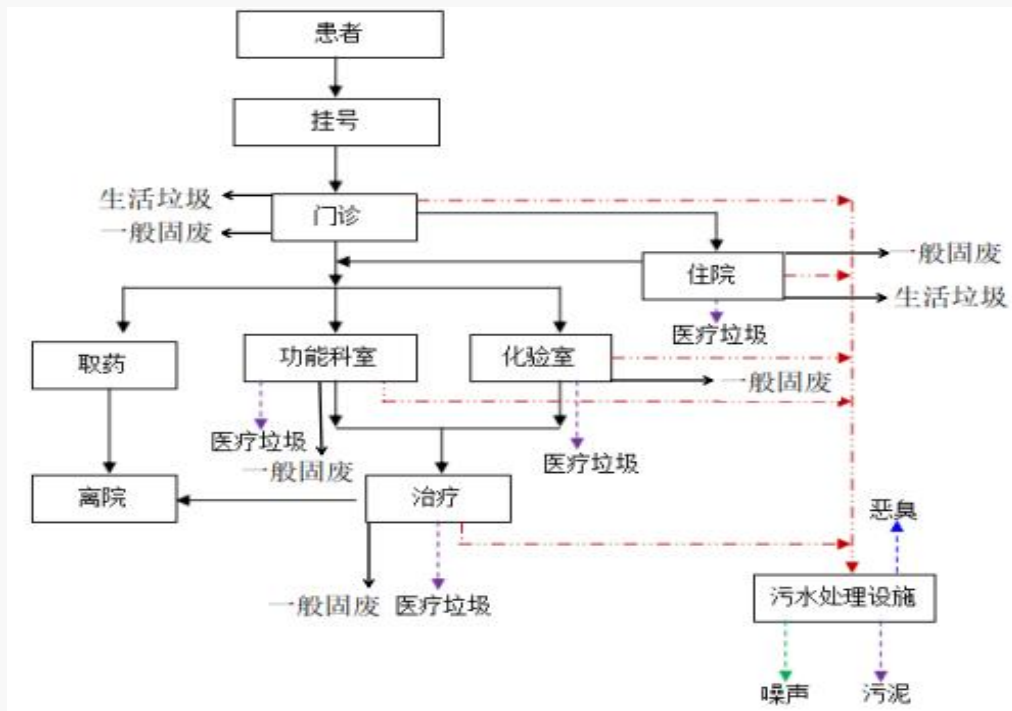 患者
挂号
生活垃圾
门诊
一般固废
一般固废
住院
生活垃圾
医疗垃圾
取药
功能科室
化验室
一般固废
医疗垃圾
一般固废
医疗垃圾
离院
治疗
恶臭
一般固废
医疗垃圾
污水处理设施
噪声
污泥